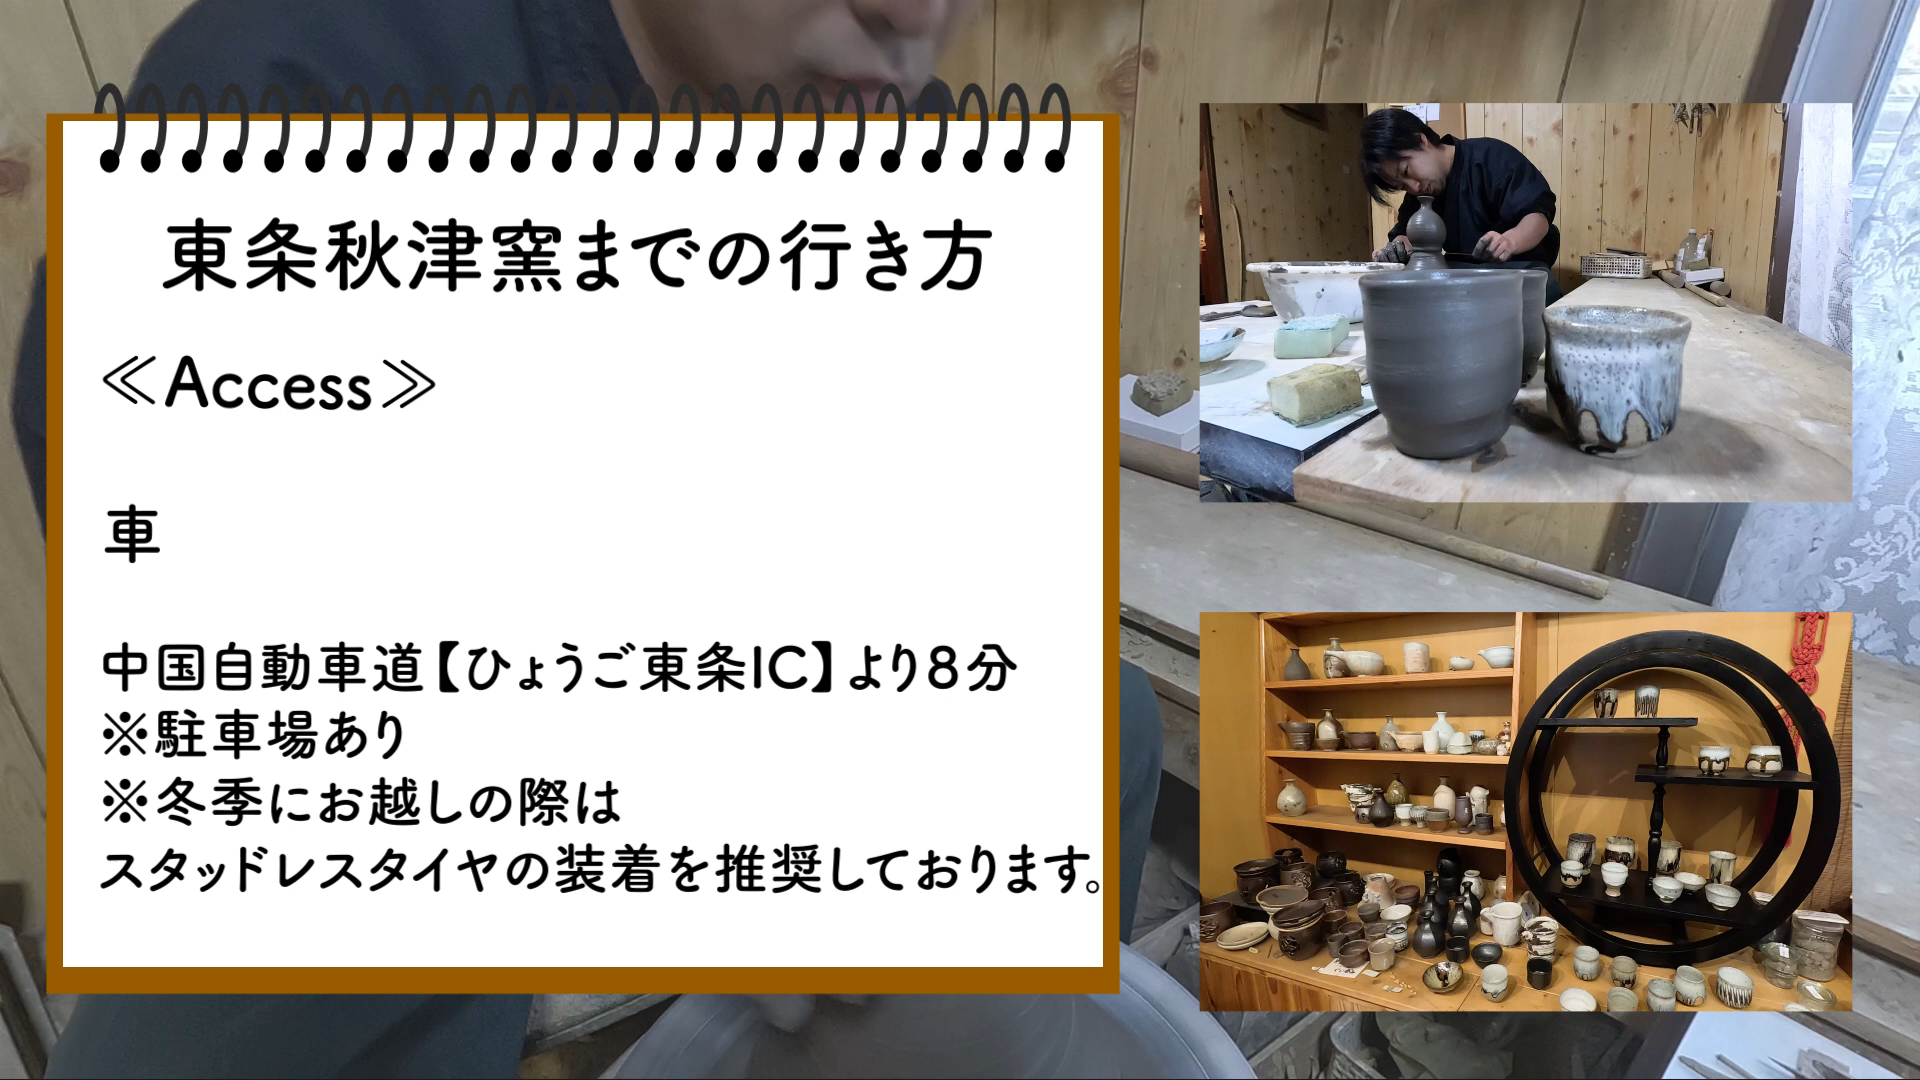 東条秋津窯までの行き方
≪Access≫
車
中国自動車道【ひょうご東条IC】より8分
※駐車場あり
※冬季にお越しの際は
スタッドレスタイヤの装着を推奨しております。